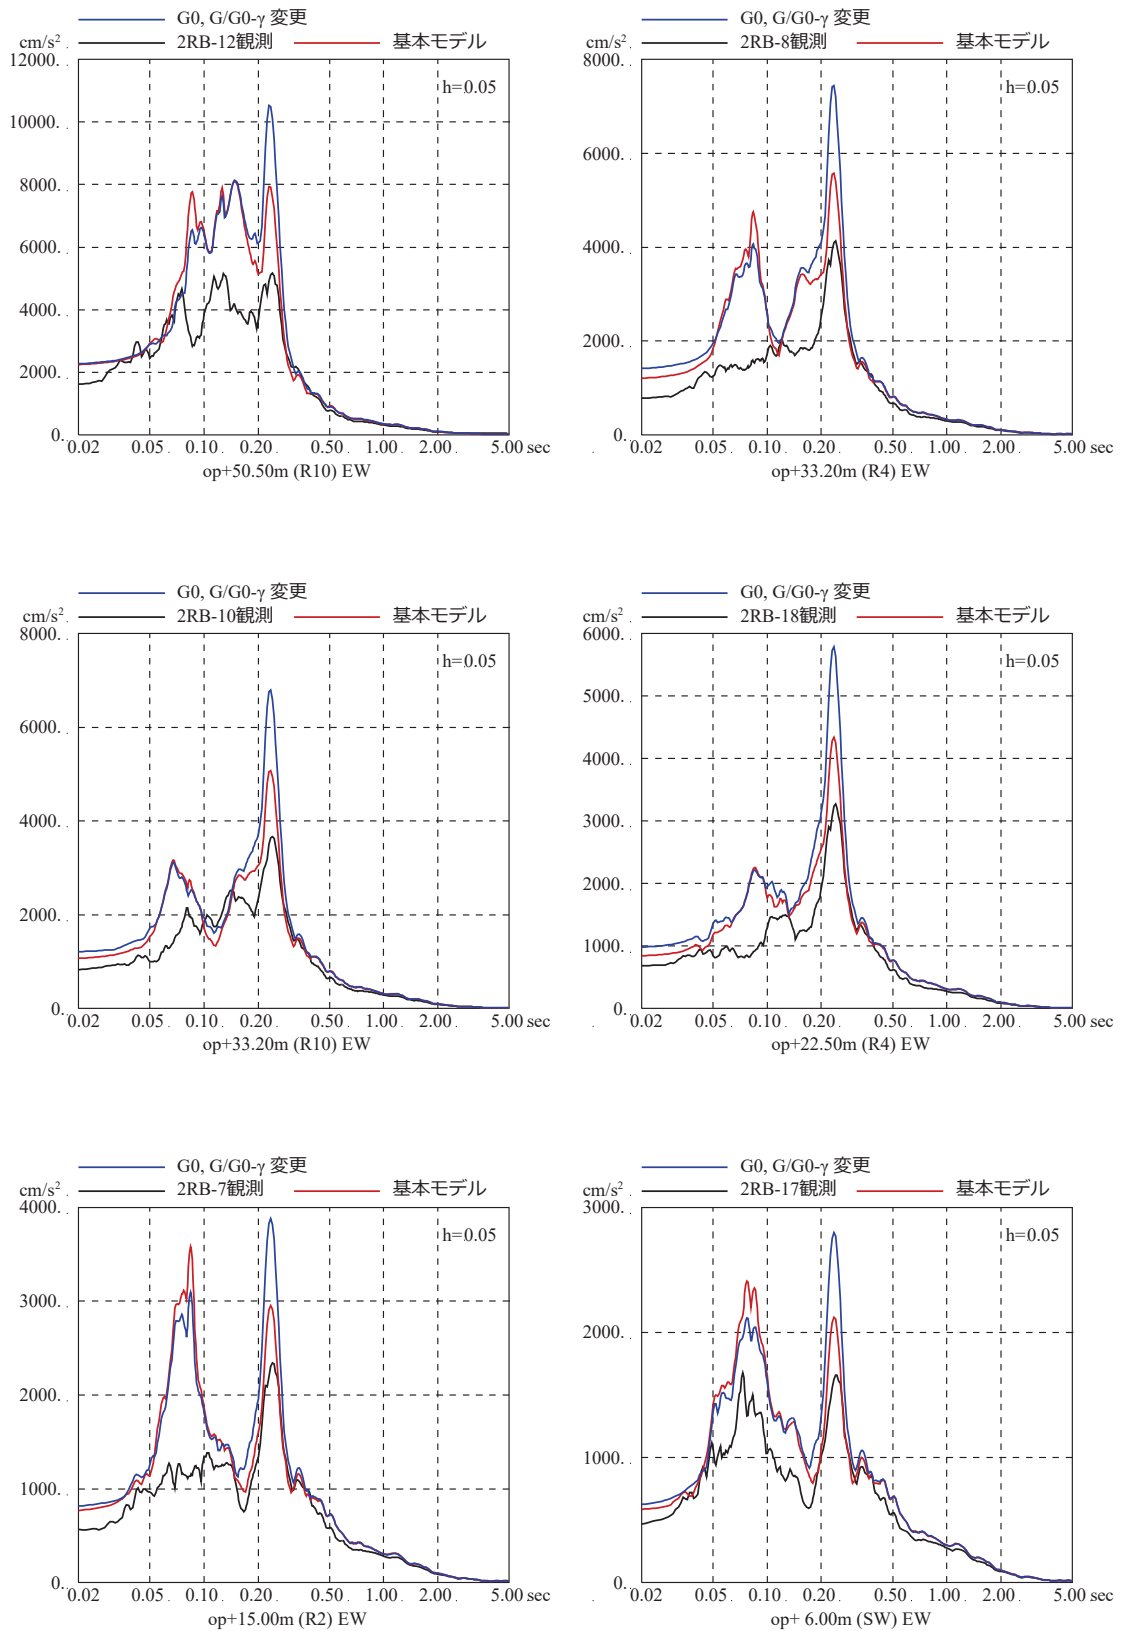 G0, G/G0-γ 変更
cm/s² 2RB-12観測 基本モデル
12000.
h=0.05
10000.
8000.
6000.
4000.
2000.
0.
0.02 0.05 0.10 0.20 0.50 1.00 2.00 5.00 sec
op+50.50m (R10) EW
G0, G/G0-γ 変更
cm/s² 2RB-8観測 基本モデル
8000.
h=0.05
6000.
4000.
2000.
0.
0.02 0.05 0.10 0.20 0.50 1.00 2.00 5.00 sec
op+33.20m (R4) EW
G0, G/G0-γ 変更
cm/s² 2RB-10観測 基本モデル
8000.
h=0.05
6000.
4000.
2000.
0.
0.02 0.05 0.10 0.20 0.50 1.00 2.00 5.00 sec
op+33.20m (R10) EW
G0, G/G0-γ 変更
cm/s² 2RB-18観測 基本モデル
6000.
h=0.05
5000.
4000.
3000.
2000.
1000.
0.
0.02 0.05 0.10 0.20 0.50 1.00 2.00 5.00 sec
op+22.50m (R4) EW
G0, G/G0-γ 変更
cm/s² 2RB-7観測 基本モデル
4000.
h=0.05
3000.
2000.
1000.
0.
0.02 0.05 0.10 0.20 0.50 1.00 2.00 5.00 sec
op+15.00m (R2) EW
G0, G/G0-γ 変更
cm/s² 2RB-17観測 基本モデル
3000.
h=0.05
2000.
1000.
0.
0.02 0.05 0.10 0.20 0.50 1.00 2.00 5.00 sec
op+ 6.00m (SW) EW